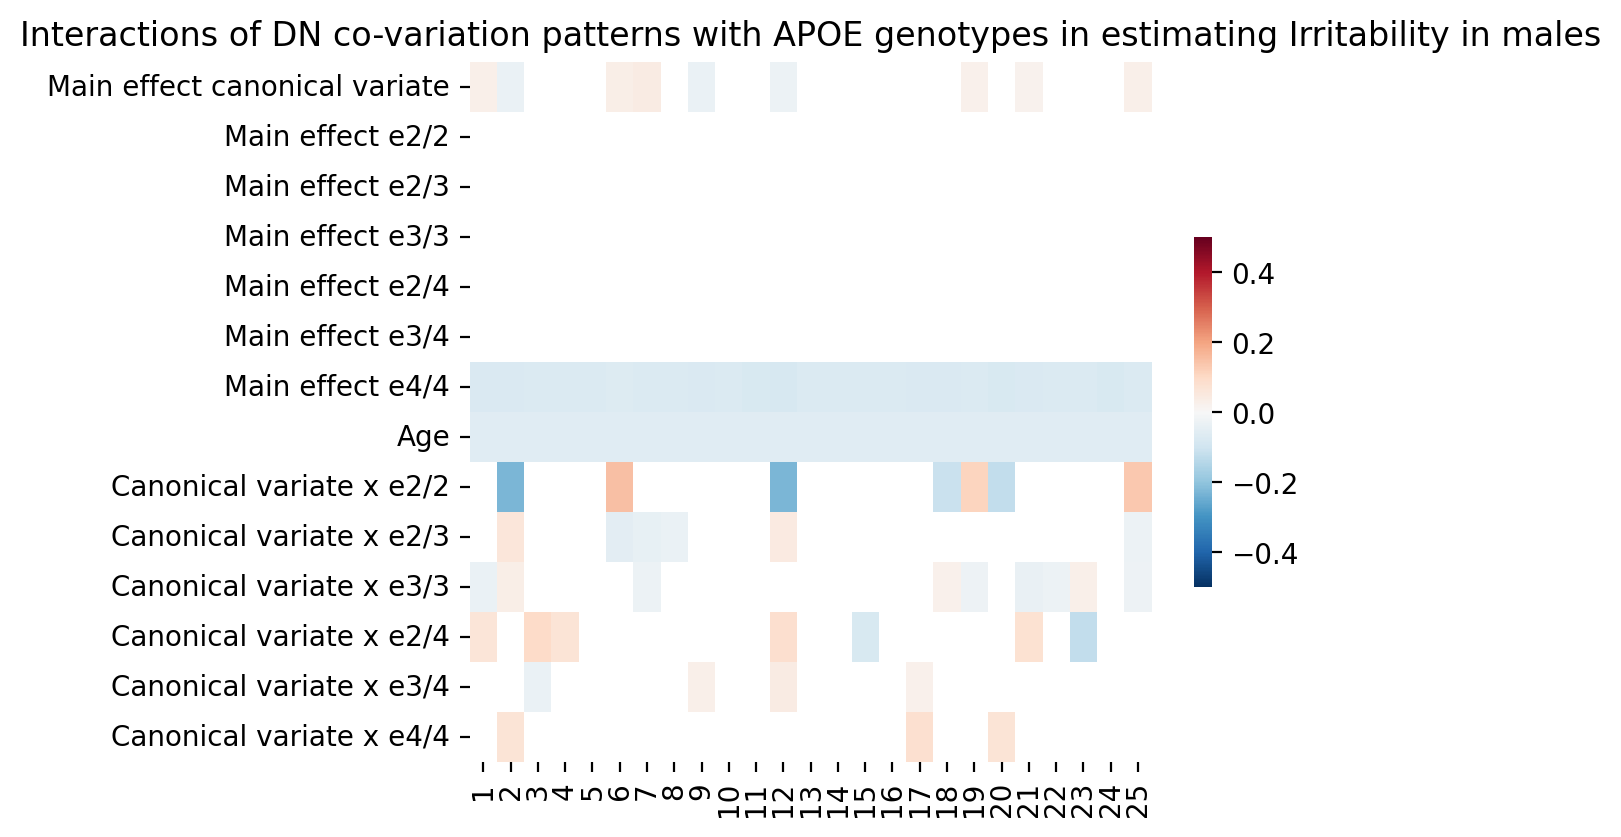 Interactions of DN co-variation patterns with APOE genotypes in estimating Irritability in males
Main effect canonical variate
Main effect e2/2
Main effect e2/3
Main effect e3/3
Main effect e2/4
Main effect e3/4
Main effect e4/4
Age
Canonical variate x e2/2
Canonical variate x e2/3
Canonical variate x e3/3
Canonical variate x e2/4
Canonical variate x e3/4
Canonical variate x e4/4
1 2 3 4 5 6 7 8 9 10 11 12 13 14 15 16 17 18 19 20 21 22 23 24 25
0.4
0.2
0.0
−0.2
−0.4